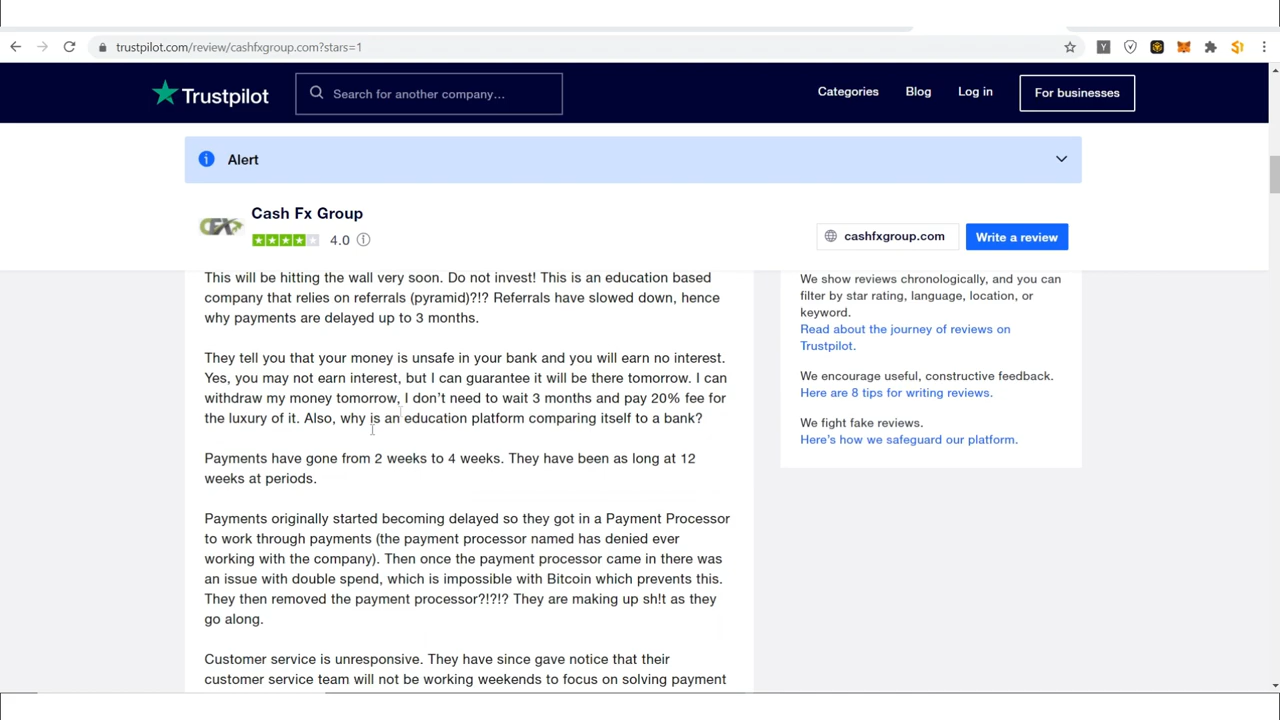 trustpilot.com/review/cashfxgroup.com?stars=1
Trustpilot
Search for another company...
Categories
Blog
Log in
For businesses
Alert
Cash Fx Group
CFX
4.0
cashfxgroup.com
Write a review
This will be hitting the wall very soon. Do not invest! This is an education based
company that relies on referrals (pyramid)?!? Referrals have slowed down, hence
why payments are delayed up to 3 months.
They tell you that your money is unsafe in your bank and you will earn no interest.
Yes, you may not earn interest, but I can guarantee it will be there tomorrow. I can
withdraw my money tomorrow, I don't need to wait 3 months and pay 20% fee for
the luxury of it. Also, why is an education platform comparing itself to a bank?
Payments have gone from 2 weeks to 4 weeks. They have been as long at 12
weeks at periods.
Payments originally started becoming delayed so they got in a Payment Processor
to work through payments (the payment processor named has denied ever
working with the company). Then once the payment processor came in there was
an issue with double spend, which is impossible with Bitcoin which prevents this.
They then removed the payment processor?!?!? They are making up sh!t as they
go along.
Customer service is unresponsive. They have since gave notice that their
customer service team will not be working weekends to focus on solving payment
We show reviews chronologically, and you can
filter by star rating, language, location, or
keyword.
Read about the journey of reviews on
Trustpilot.
We encourage useful, constructive feedback.
Here are 8 tips for writing reviews.
We fight fake reviews.
Here's how we safeguard our platform.